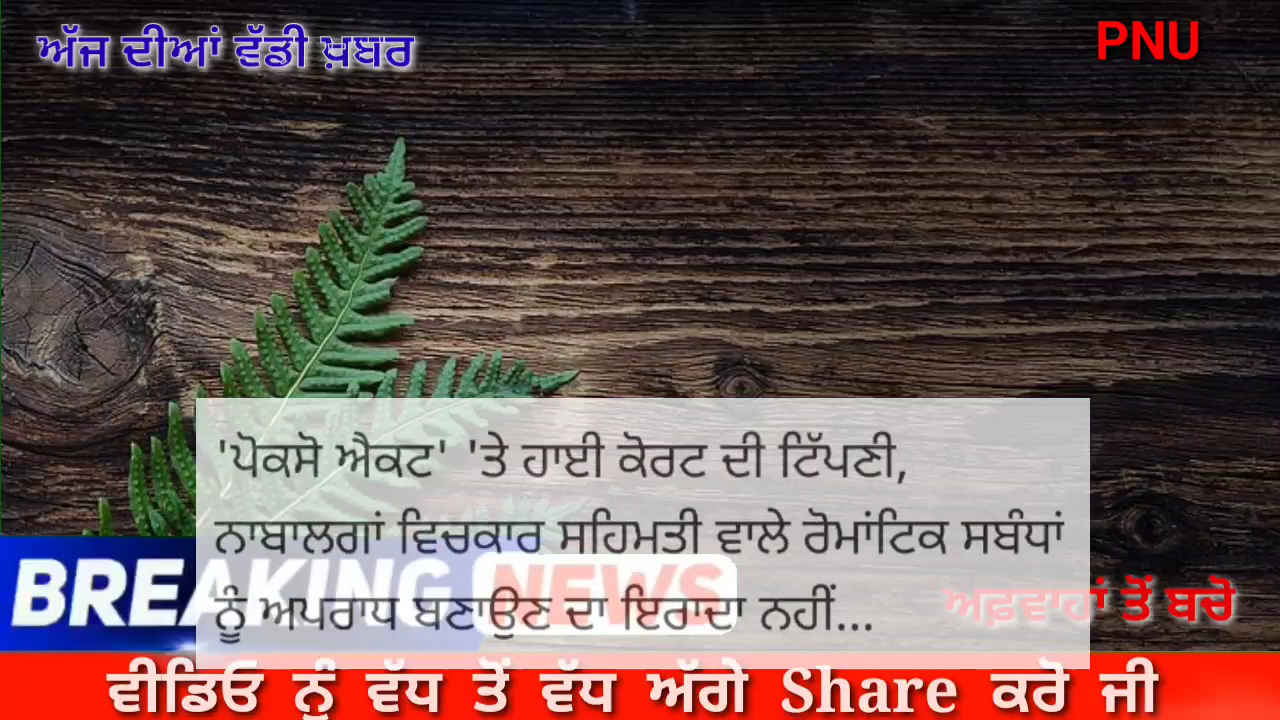 ਅੱਜ ਦੀਆਂ ਵੱਡੀ ਖ਼ਬਰ
PNU
'ਪੋਕਸੋ ਐਕਟ' 'ਤੇ ਹਾਈ ਕੋਰਟ ਦੀ ਟਿੱਪਣੀ,
ਨਾਬਾਲਗਾਂ ਵਿਚਕਾਰ ਸਹਿਮਤੀ ਵਾਲੇ ਰੋਮਾਂਟਿਕ ਸਬੰਧਾਂ
ਨੂੰ ਅਪਰਾਧ ਬਣਾਉਣ ਦਾ ਇਰਾਦਾ ਨਹੀਂ...
BREAKING NEWS
ਅਫ਼ਵਾਹਾਂ ਤੋਂ ਬਚੋ
ਵੀਡਿਓ ਨੂੰ ਵੱਧ ਤੋਂ ਵੱਧ ਅੱਗੇ Share ਕਰੋ ਜੀ